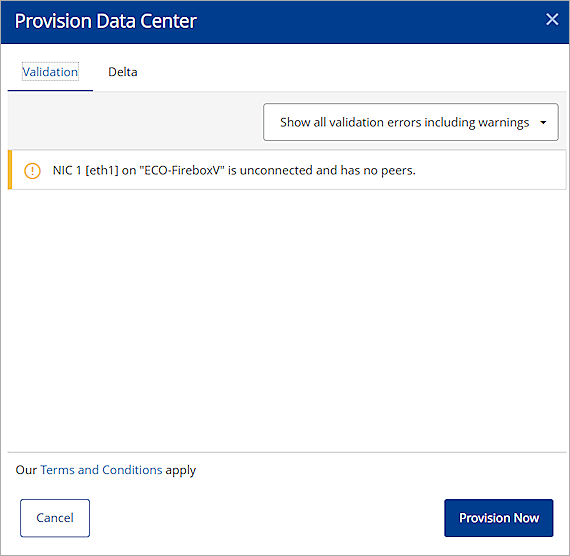 Provision Data Center
Validation
Delta
Show all validation errors including warnings
NIC 1 [eth1] on "ECO-FireboxV" is unconnected and has no peers.
Our Terms and Conditions apply
Cancel
Provision Now